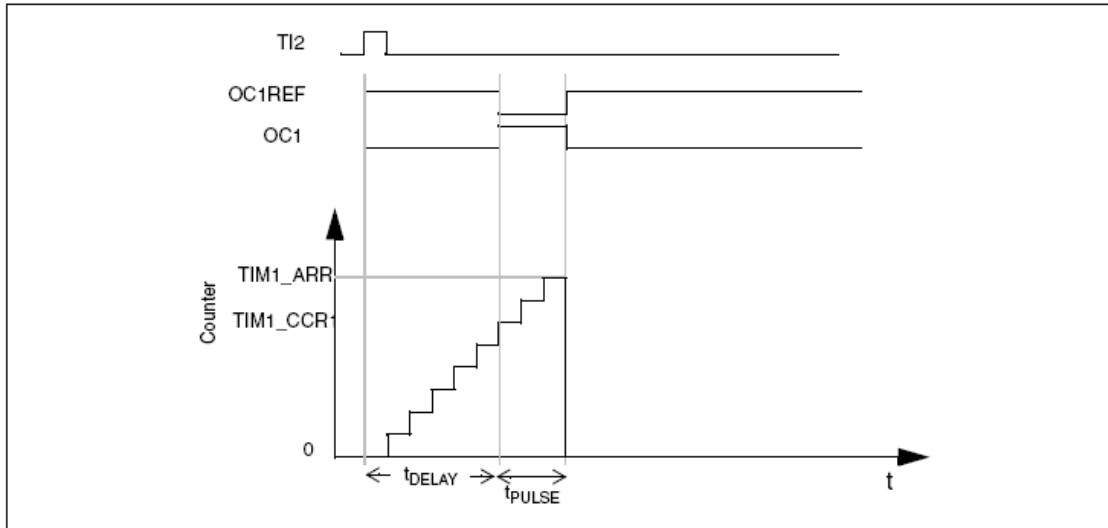 TI2
OC1REF
OC1
TIM1_ARR
TIM1_CCR1
Counter
0
tDELAY
tPULSE
t